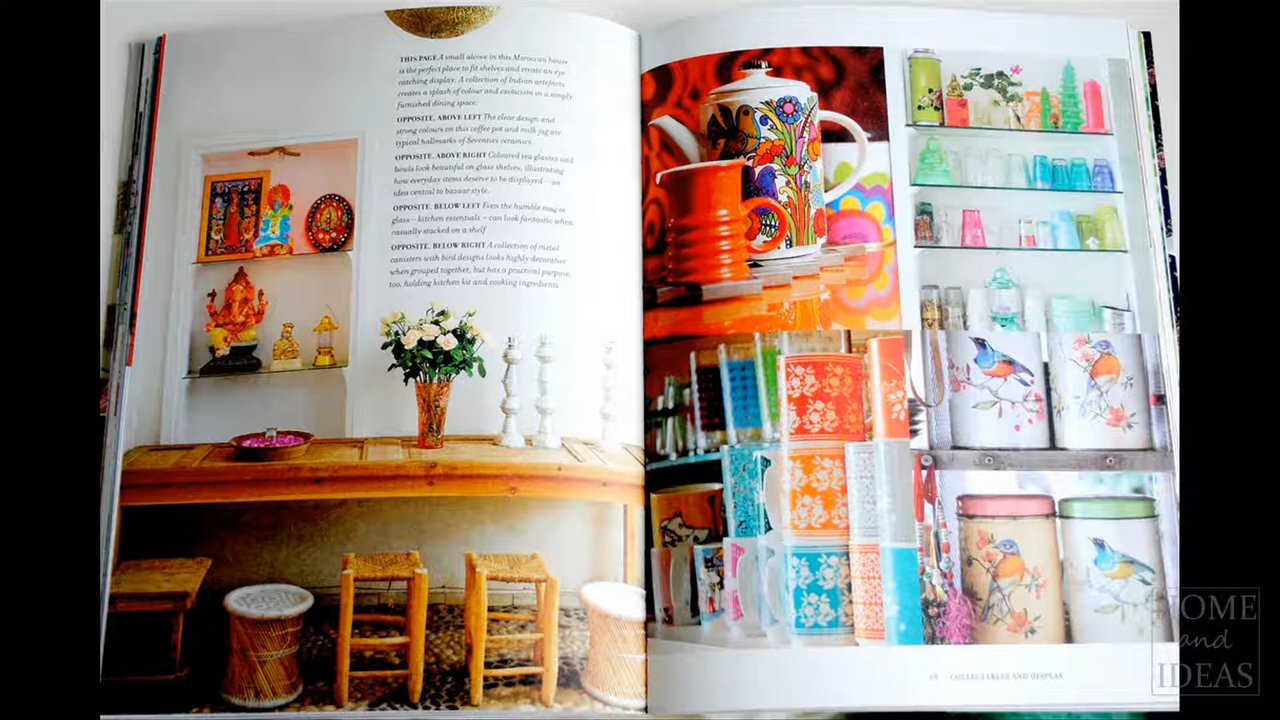 THIS PAGE A small alcove in this Moroccan house
is the perfect place to fit shelves and create an eye
catching display. A collection of Indian artefacts
creates a splash of colour and exoticism in a simply
furnished dining space.
OPPOSITE, ABOVE LEFT The clear design and
strong colours on this coffee pot and milk jug are
typical hallmarks of Seventies ceramics.
OPPOSITE, ABOVE RIGHT Coloured tea glasses and
bowls look beautiful on glass shelves, illustrating
how everyday items deserve to be displayed – an
idea central to bazaar style.
OPPOSITE, BELOW LEFT Even the humble mug or
glass – kitchen essentials – can look fantastic when
casually stacked on a shelf
OPPOSITE, BELOW RIGHT A collection of metal
canisters with bird designs looks highly decorative
when grouped together, but has a practical purpose,
too, holding kitchen kit and cooking ingredients
COLLECTABLES AND DISPLAY
HOME
and
IDEAS